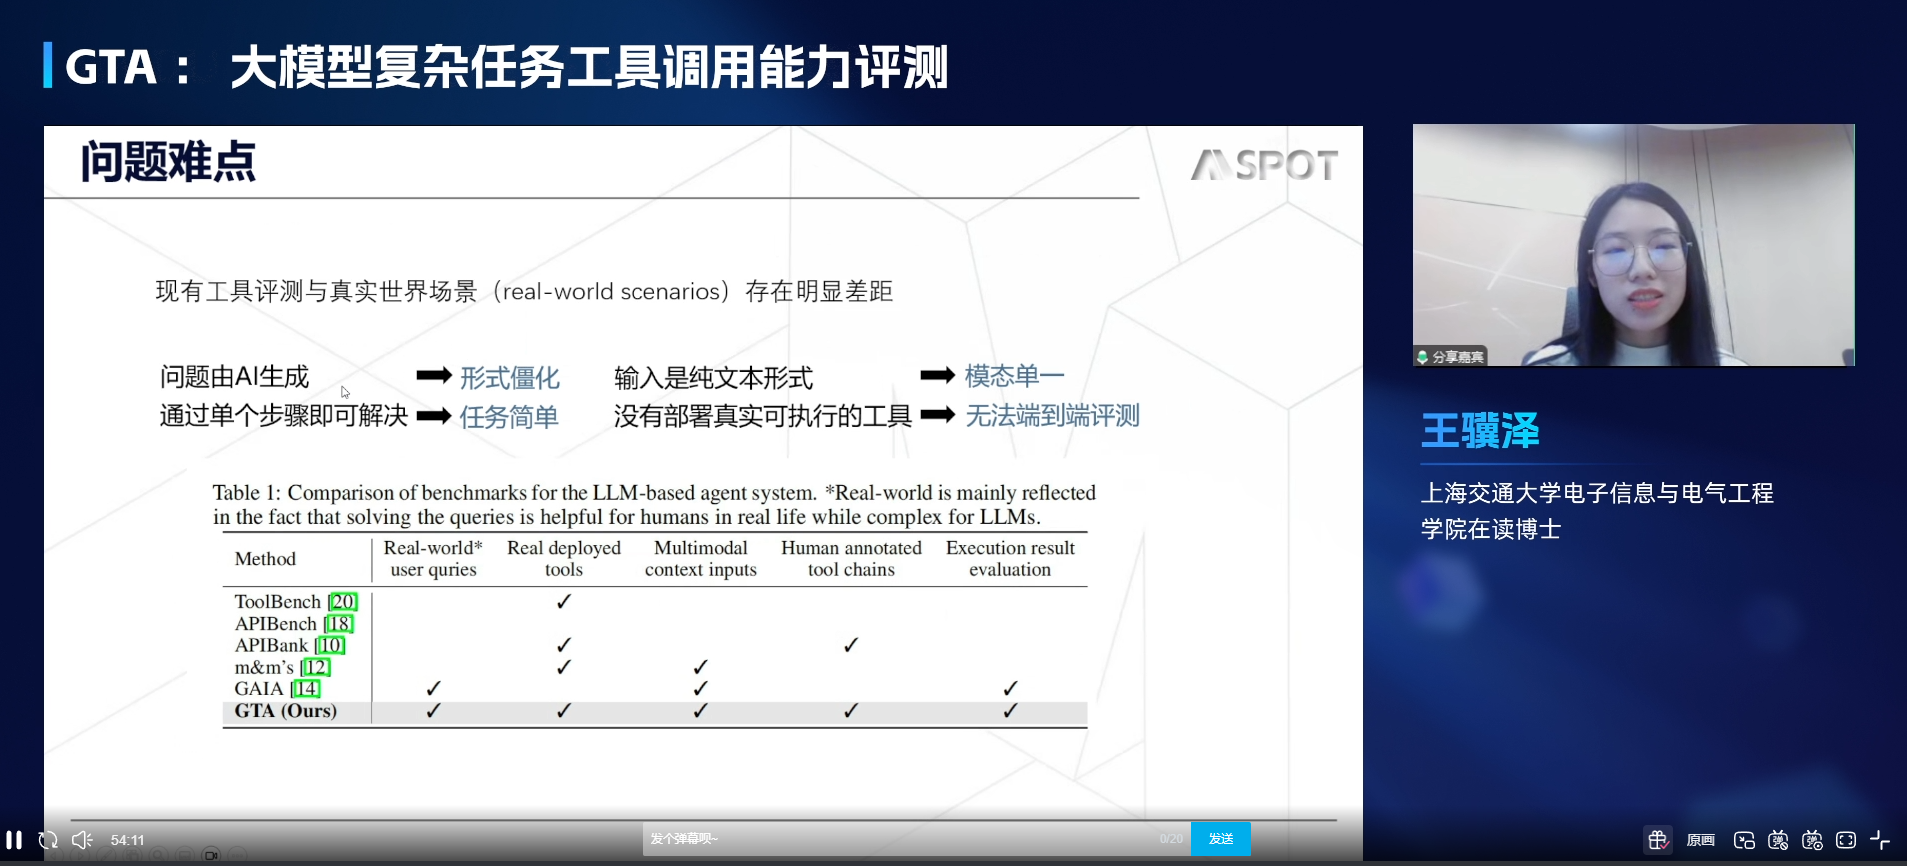 GTA： 大模型复杂任务工具调用能力评测
问题难点
SPOT
现有工具评测与真实世界场景（real-world scenarios）存在明显差距
问题由AI生成 ➡ 形式僵化 输入是纯文本形式 ➡ 模态单一
通过单个步骤即可解决 ➡ 任务简单 没有部署真实可执行的工具 ➡ 无法端到端评测
Table 1: Comparison of benchmarks for the LLM-based agent system. *Real-world is mainly reflected
in the fact that solving the queries is helpful for humans in real life while complex for LLMs.
Method Real-world* Real deployed Multimodal Human annotated Execution result
user quries tools context inputs tool chains evaluation
ToolBench [20] ✓
APIBench [18]
APIBank [10] ✓ ✓
m&m's [12] ✓ ✓
GAIA [14] ✓ ✓ ✓
GTA (Ours) ✓ ✓ ✓ ✓ ✓
分享嘉宾
王骥泽
上海交通大学电子信息与电气工程
学院在读博士
54:11
发个弹幕呗~
0/20
发送
原画